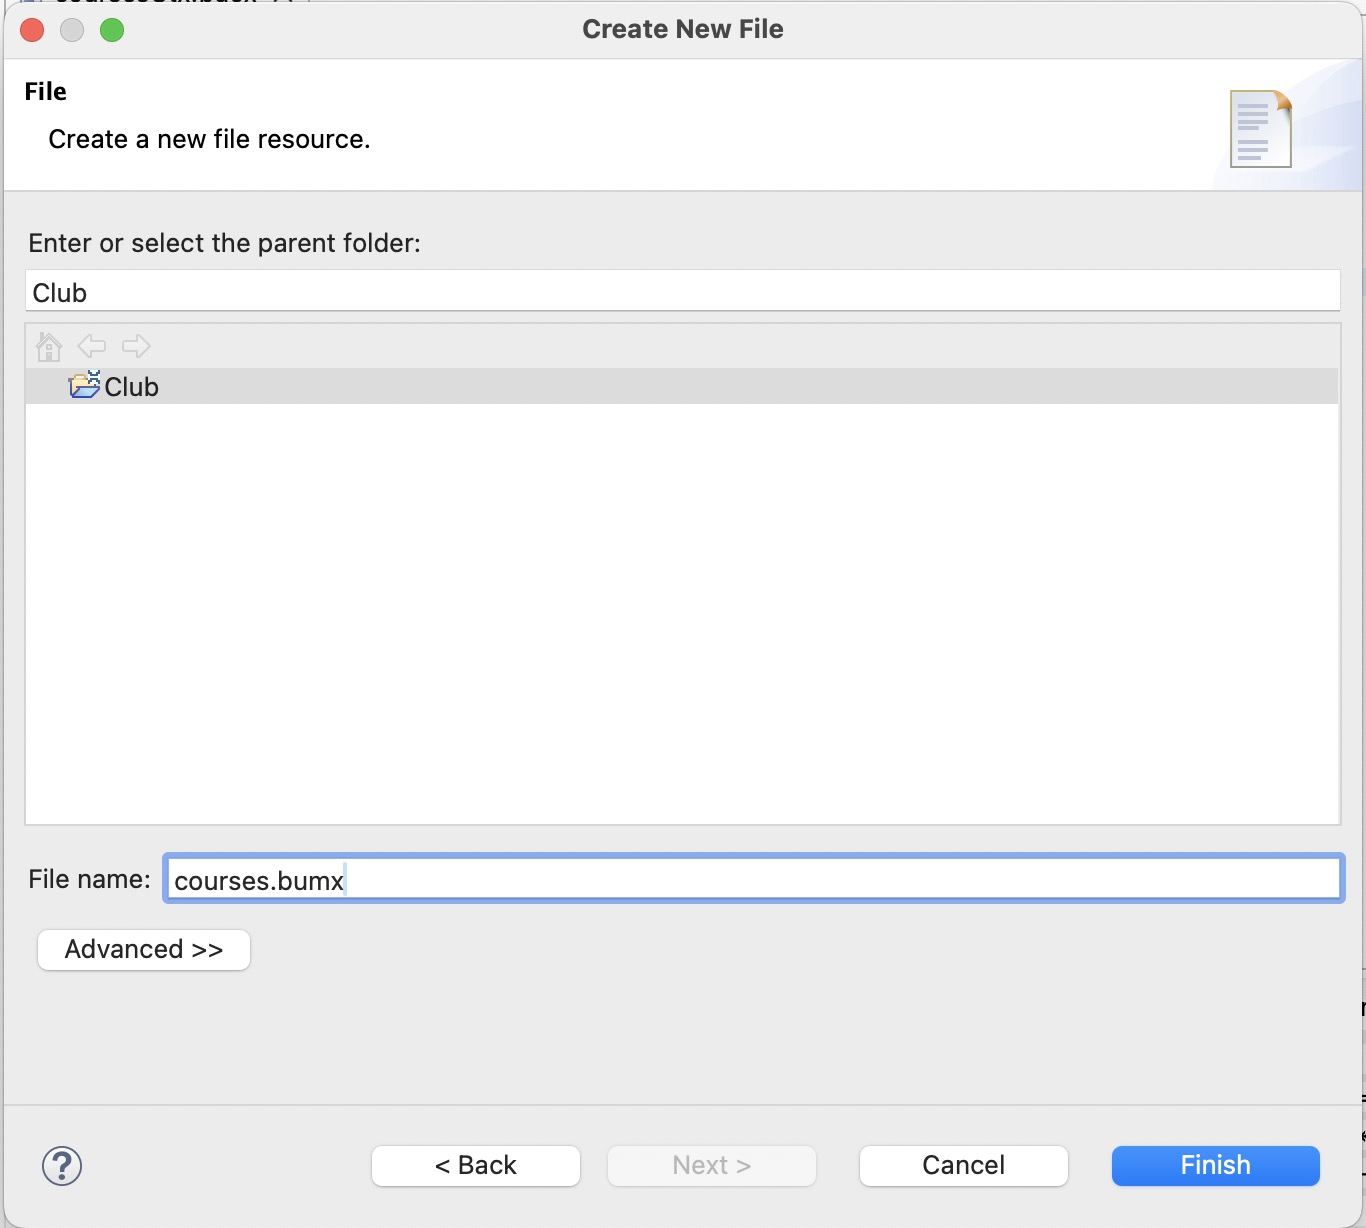 Create New File
File
Create a new file resource.
Enter or select the parent folder:
Club
Club
File name: courses.bumx
Advanced >>
? < Back Next > Cancel Finish